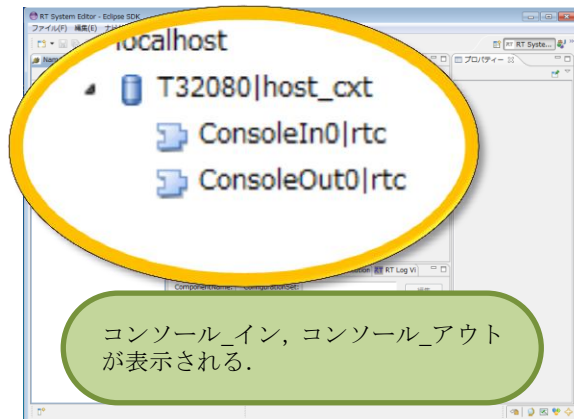 RT System Editor - Eclipse SDK
ファイル(F) 編集(E)
RT Syste...
localhost
プロパティー
T32080|host_cxt
ConsoleIn0|rtc
ConsoleOut0|rtc
RT Log Vi
ComponentName:
コンソール_イン, コンソール_アウト
が表示される.